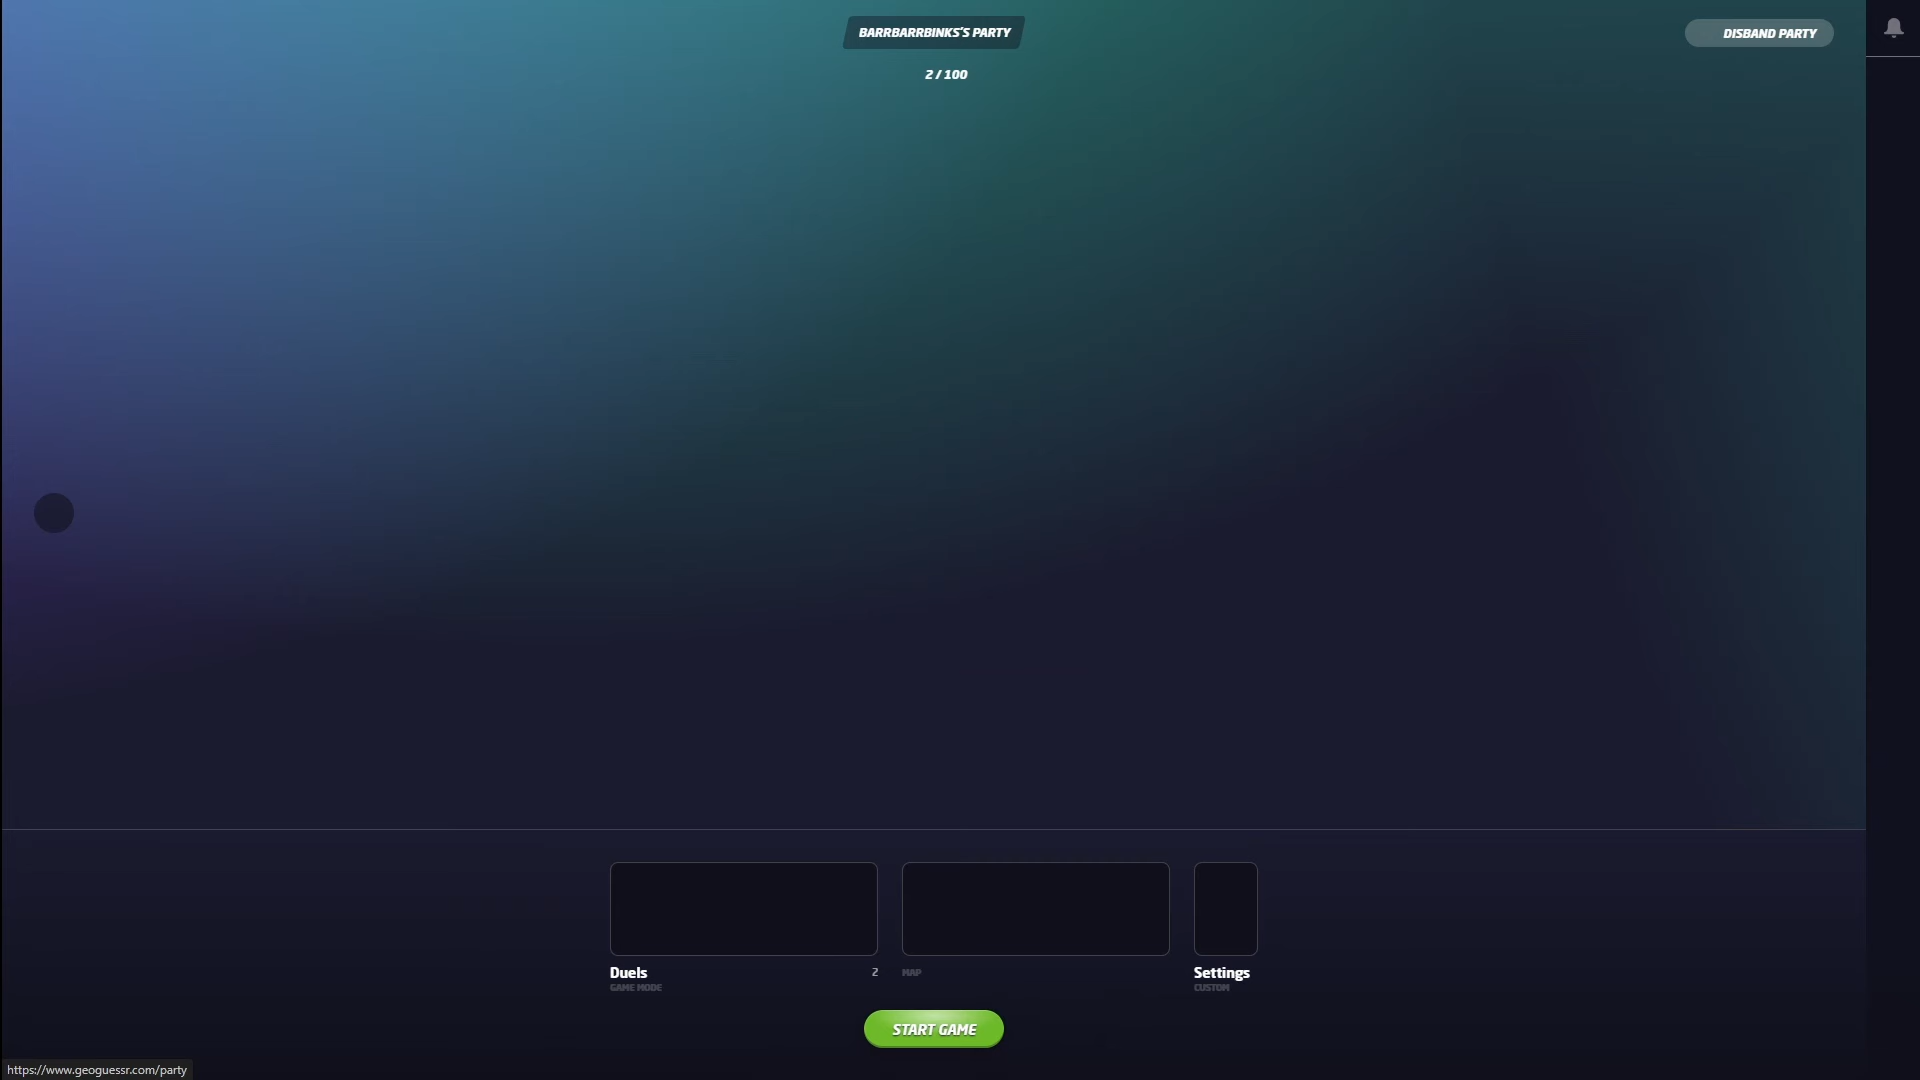 BARRBARRBINKS'S PARTY
DISBAND PARTY
2 / 100
Duels
2
GAME MODE
MAP
Settings
CUSTOM
START GAME
https://www.geoguessr.com/party